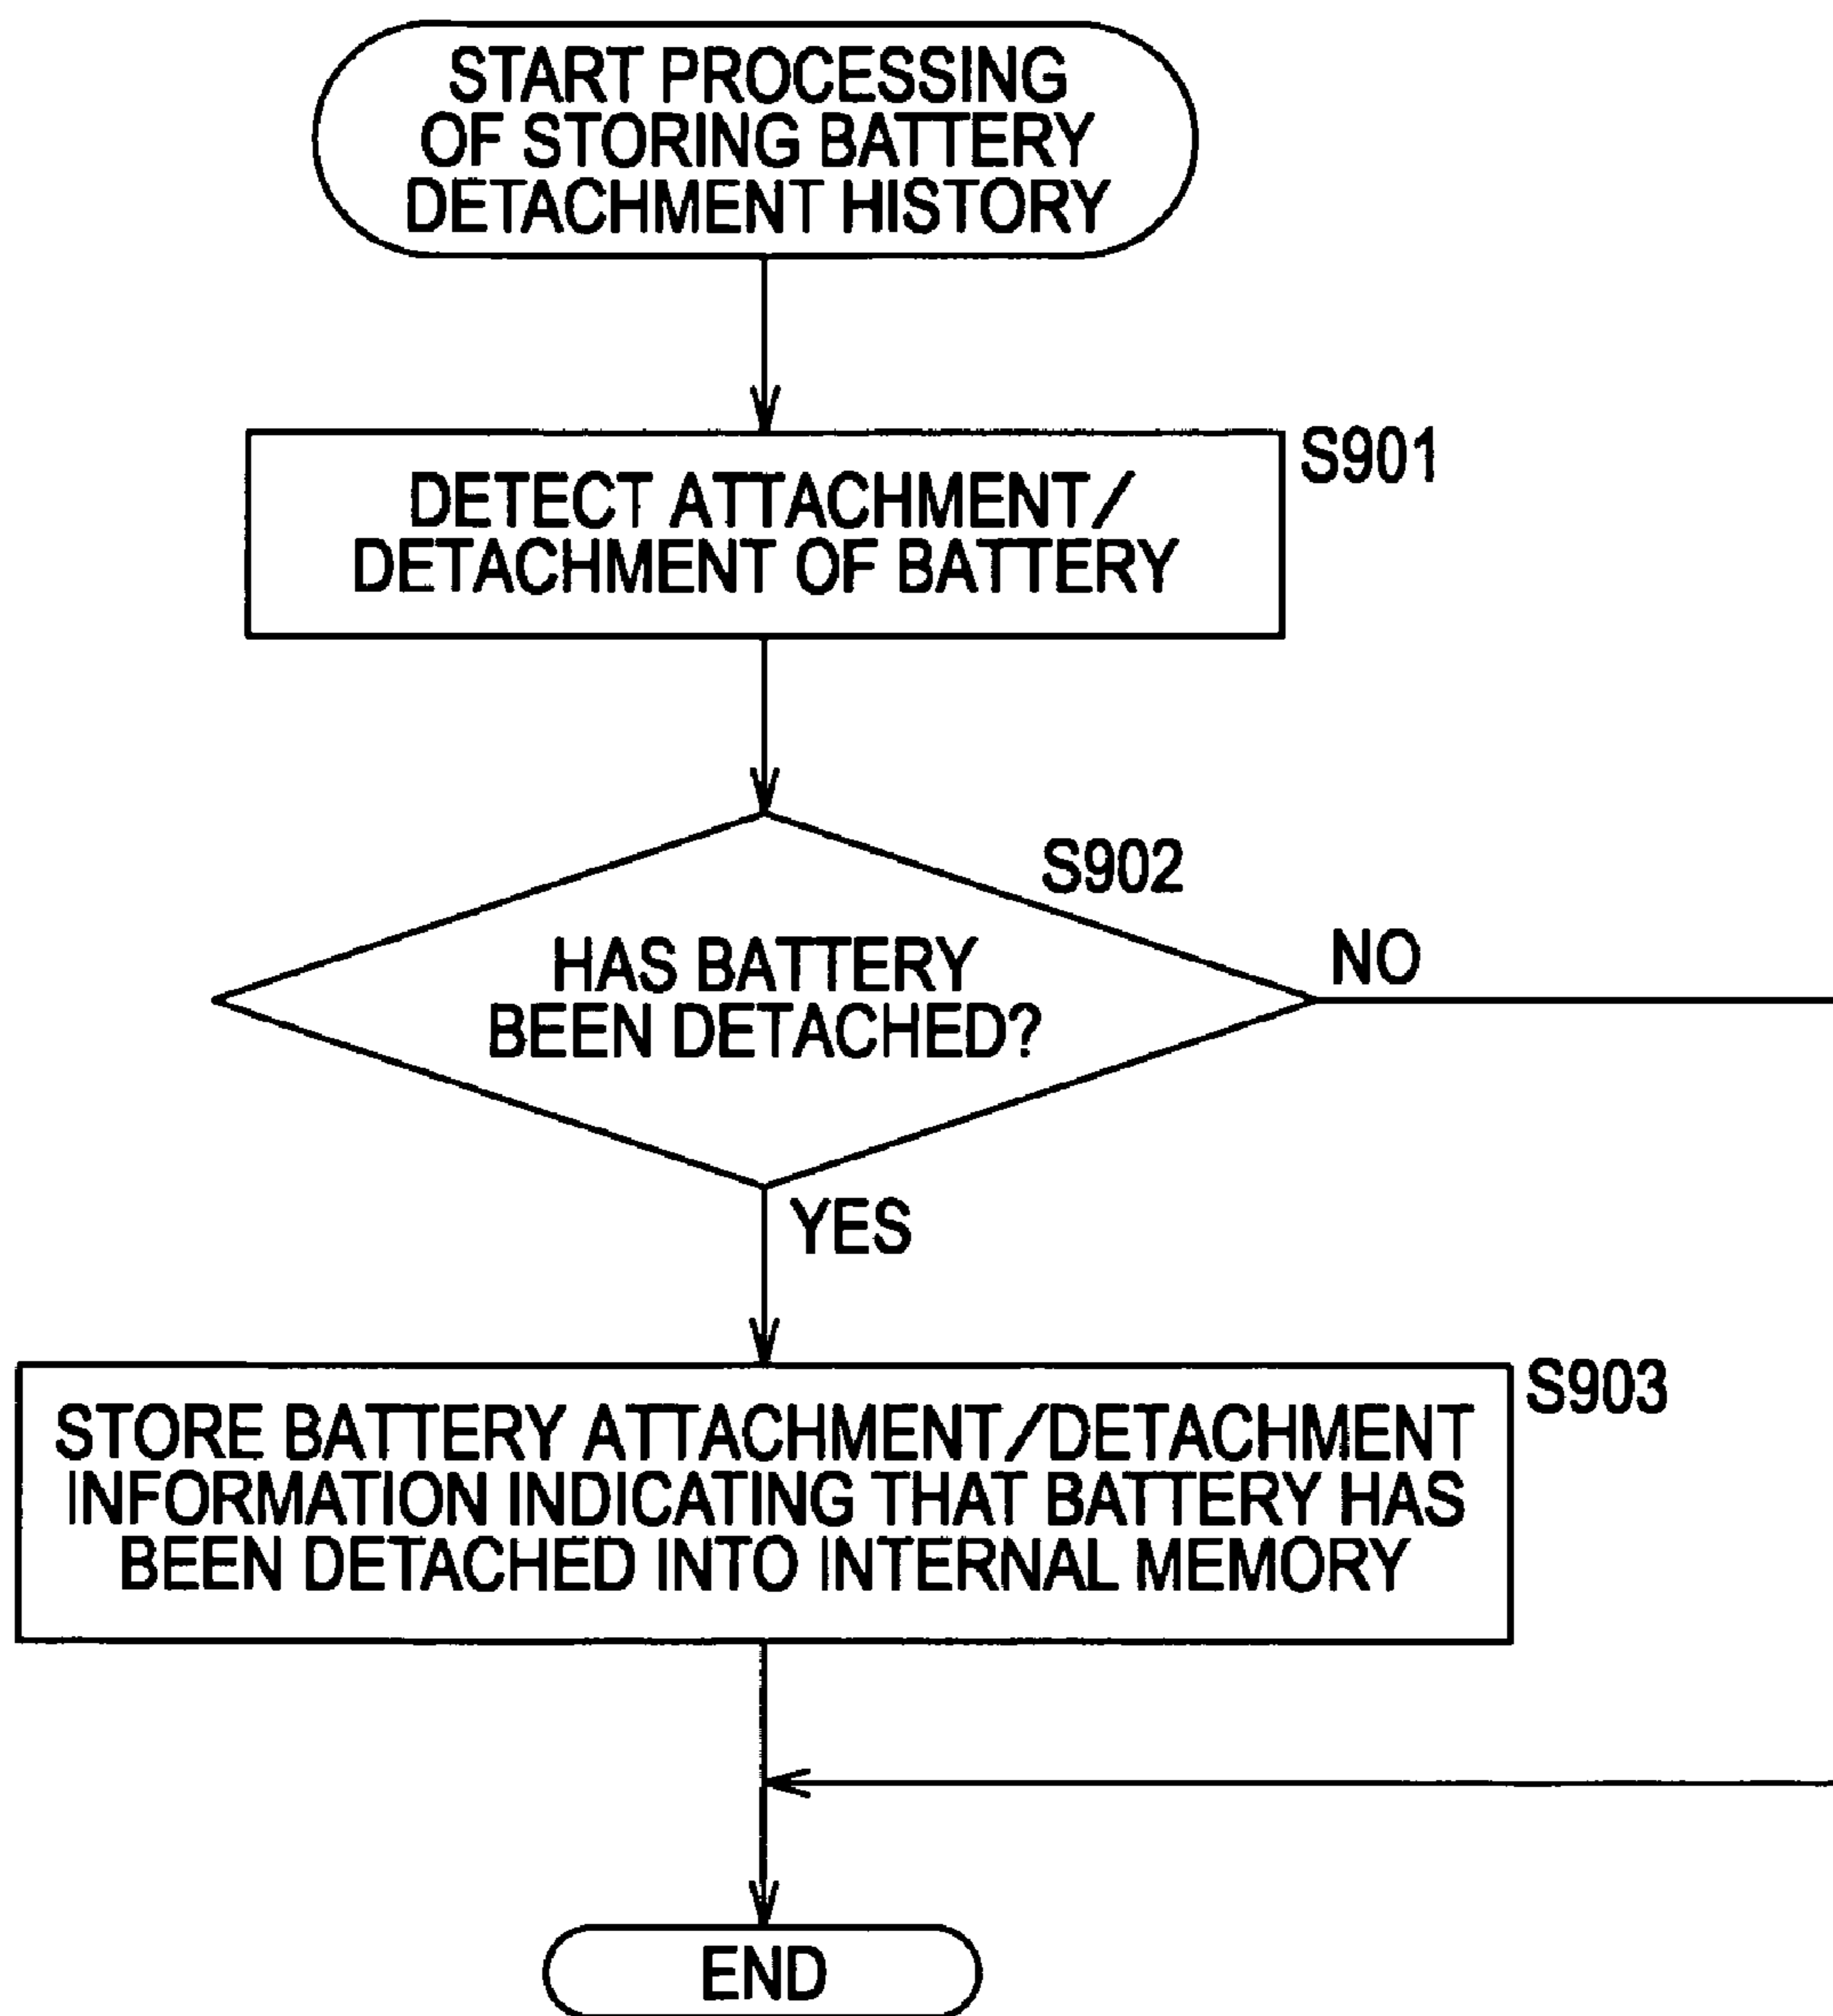 START PROCESSING
OF STORING BATTERY
DETACHMENT HISTORY
S901
DETECT ATTACHMENT/
DETACHMENT OF BATTERY
S902
HAS BATTERY
BEEN DETACHED?
NO
YES
S903
STORE BATTERY ATTACHMENT/DETACHMENT
INFORMATION INDICATING THAT BATTERY HAS
BEEN DETACHED INTO INTERNAL MEMORY
END